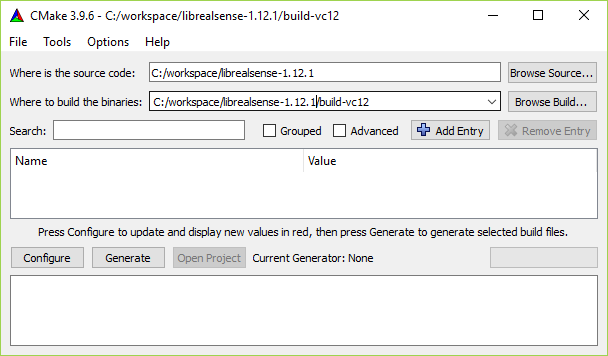 CMake 3.9.6 - C:/workspace/librealsense-1.12.1/build-vc12
File Tools Options Help
Where is the source code: C:/workspace/librealsense-1.12.1 Browse Source...
Where to build the binaries: C:/workspace/librealsense-1.12.1/build-vc12 Browse Build...
Search: Grouped Advanced Add Entry Remove Entry
Name Value
Press Configure to update and display new values in red, then press Generate to generate selected build files.
Configure Generate Open Project Current Generator: None